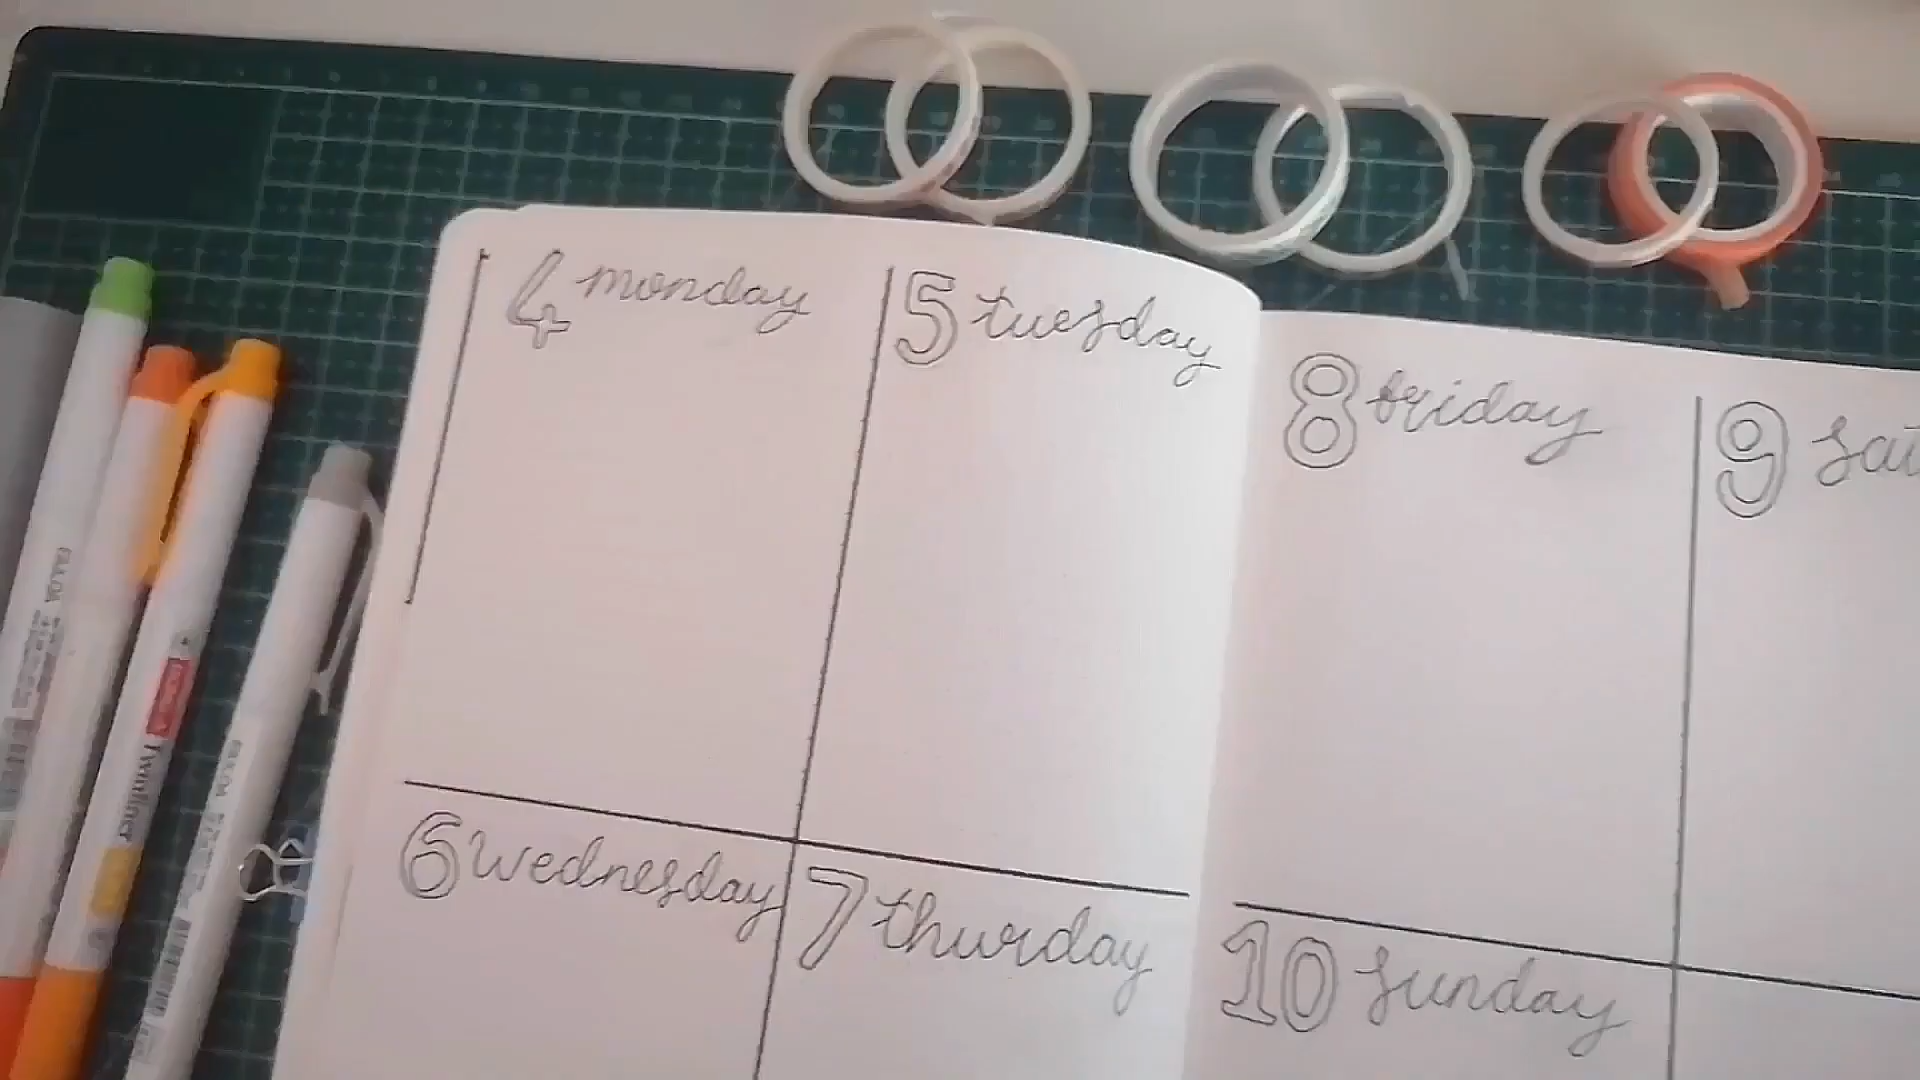 4 monday
5 tuesday
8 friday
9 sat
6 wednesday
7 thurday
10 sunday
Twinliner